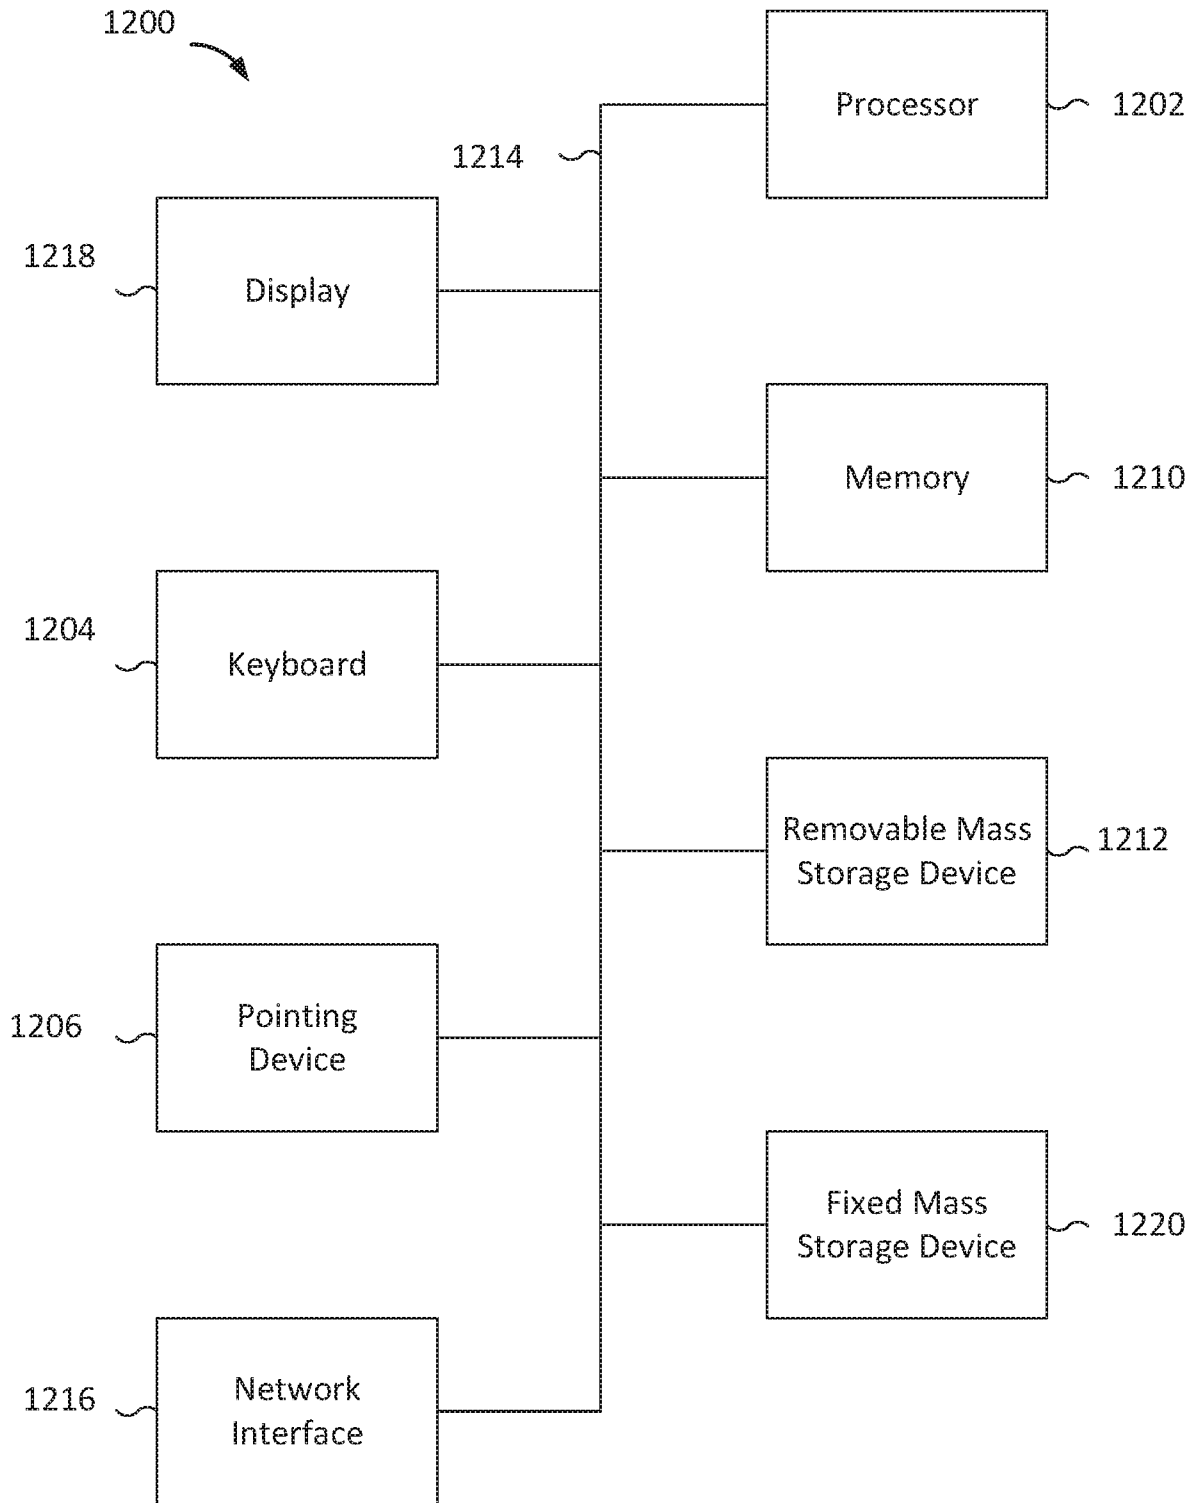 1200
Processor
1202
1214
1218
Display
Memory
1210
1204
Keyboard
Removable Mass
Storage Device
1212
1206
Pointing
Device
Fixed Mass
Storage Device
1220
1216
Network
Interface